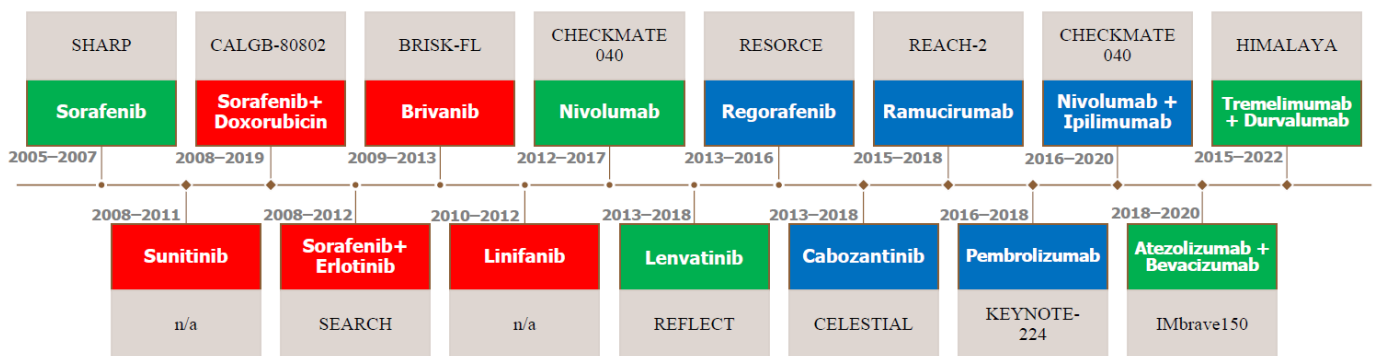 SHARP
CALGB-80802
BRISK-FL
CHECKMATE
040
RESORCE
REACH-2
CHECKMATE
040
HIMALAYA
Sorafenib
Sorafenib+
Doxorubicin
Brivanib
Nivolumab
Regorafenib
Ramucirumab
Nivolumab +
Ipilimumab
Tremelimumab
+ Durvalumab
2005–2007
2008–2019
2009–2013
2012–2017
2013–2016
2015–2018
2016–2020
2015–2022
2008–2011
2008–2012
2010–2012
2013–2018
2013–2018
2016–2018
2018–2020
Sunitinib
Sorafenib+
Erlotinib
Linifanib
Lenvatinib
Cabozantinib
Pembrolizumab
Atezolizumab +
Bevacizumab
n/a
SEARCH
n/a
REFLECT
CELESTIAL
KEYNOTE-
224
IMbrave150